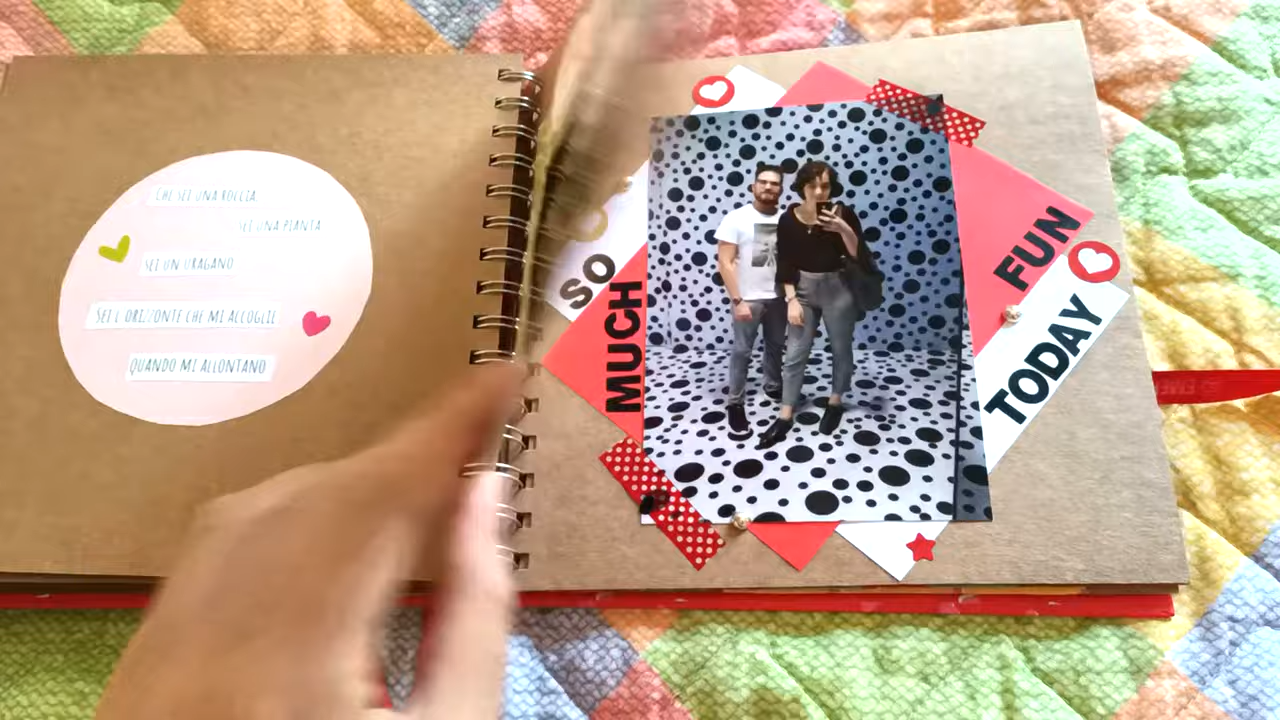 CHE SEI UNA ROCCIA,
SEI UNA PIANTA
SEI UN URAGANO
SEI L'ORIZZONTE CHE MI ACCOGLIE
QUANDO MI ALLONTANO
SO
MUCH
FUN
TODAY